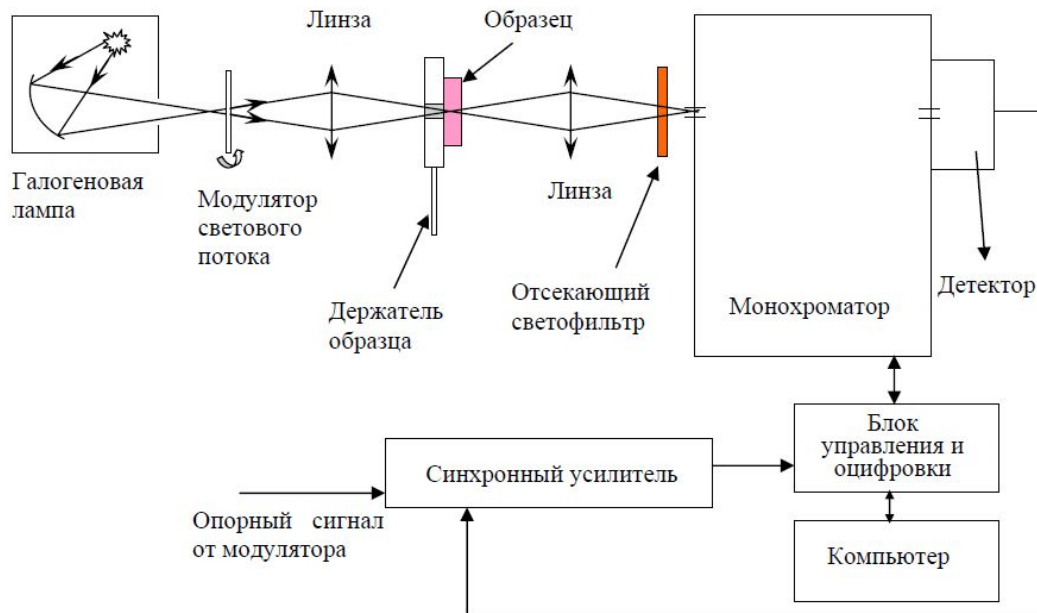 Линза
Образец
Галогеновая
лампа
Модулятор
светового
потока
Держатель
образца
Линза
Отсекающий
светофильтр
Монохроматор
Детектор
Блок
управления и
оцифровки
Синхронный усилитель
Опорный сигнал
от модулятора
Компьютер